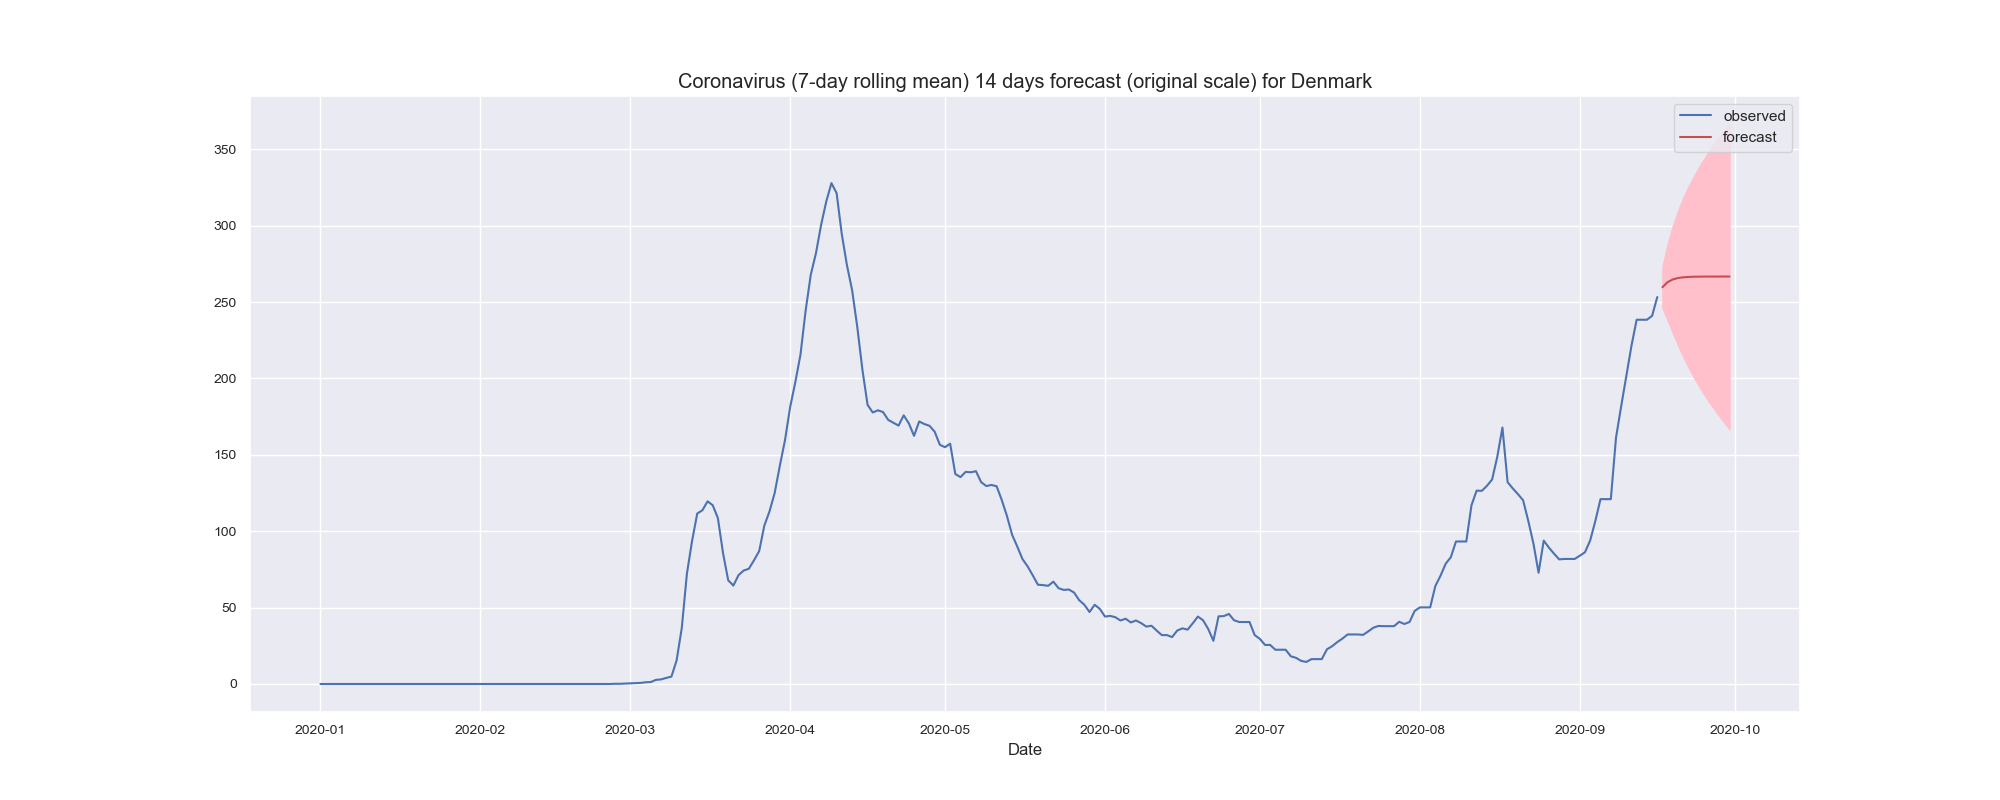 Coronavirus (7-day rolling mean) 14 days forecast (original scale) for Denmark
observed
forecast
350
300
250
200
150
100
50
0
2020-01 2020-02 2020-03 2020-04 2020-05 2020-06 2020-07 2020-08 2020-09 2020-10
Date